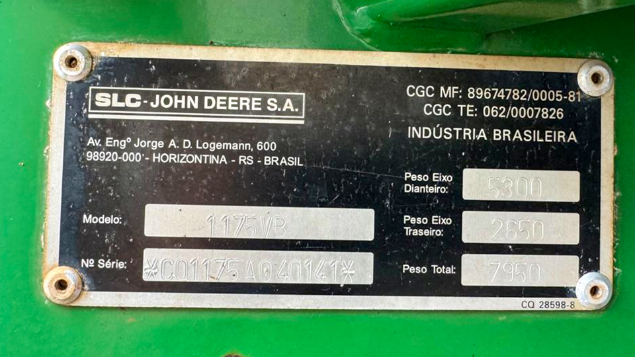 SLC - JOHN DEERE S.A.
Av. Engº Jorge A. D. Logemann, 600
98920-000 - HORIZONTINA - RS - BRASIL
CGC MF: 89674782/0005-81
CGC TE: 062/0007826
INDÚSTRIA BRASILEIRA
Peso Eixo
Dianteiro: 5300
Modelo: 1175VB
Peso Eixo
Traseiro: 2650
Nº Série: *C01175A040141*
Peso Total: 7950
CQ 28598-8